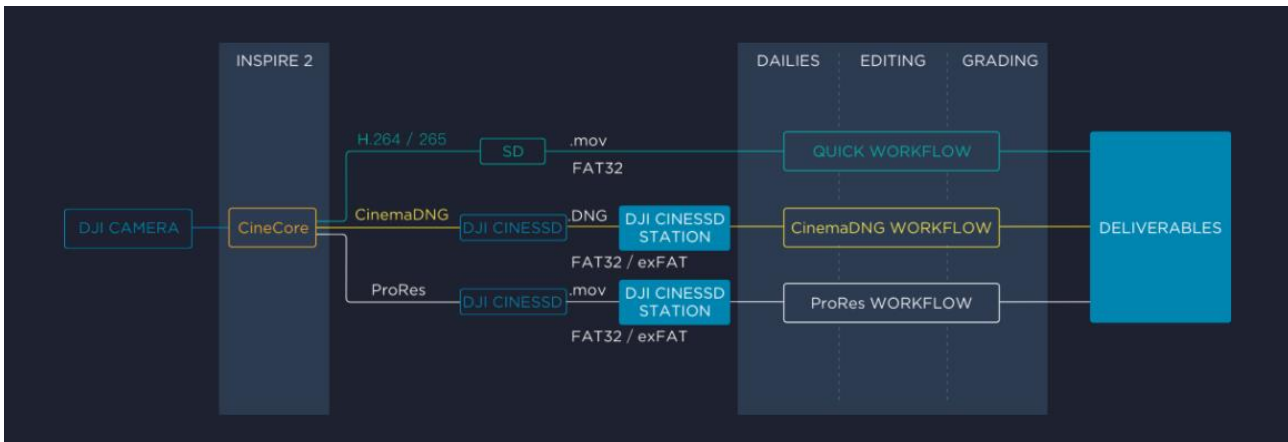 INSPIRE 2
DAILIES
EDITING
GRADING
H.264 / 265
SD
.mov
FAT32
QUICK WORKFLOW
DJI CAMERA
CineCore
CinemaDNG
DJI CINESSD
.DNG
FAT32 / exFAT
DJI CINESSD
STATION
CinemaDNG WORKFLOW
DELIVERABLES
ProRes
DJI CINESSD
.mov
FAT32 / exFAT
DJI CINESSD
STATION
ProRes WORKFLOW